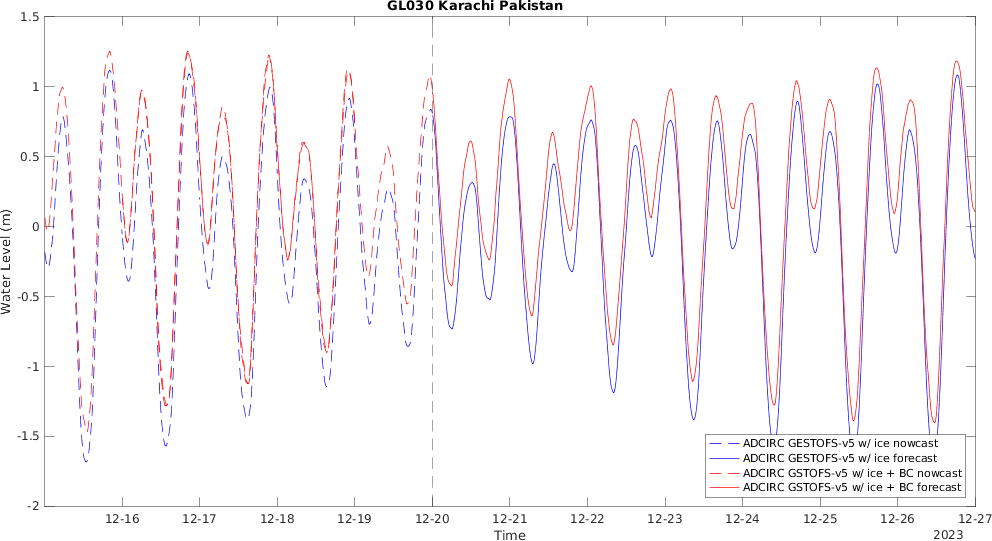 GL030 Karachi Pakistan
1.5
1
0.5
0
-0.5
-1
-1.5
-2
Water Level (m)
ADCIRC GESTOFS-v5 w/ ice nowcast
ADCIRC GESTOFS-v5 w/ ice forecast
ADCIRC GSTOFS-v5 w/ ice + BC nowcast
ADCIRC GSTOFS-v5 w/ ice + BC forecast
12-16 12-17 12-18 12-19 12-20 12-21 12-22 12-23 12-24 12-25 12-26 12-27
Time
2023